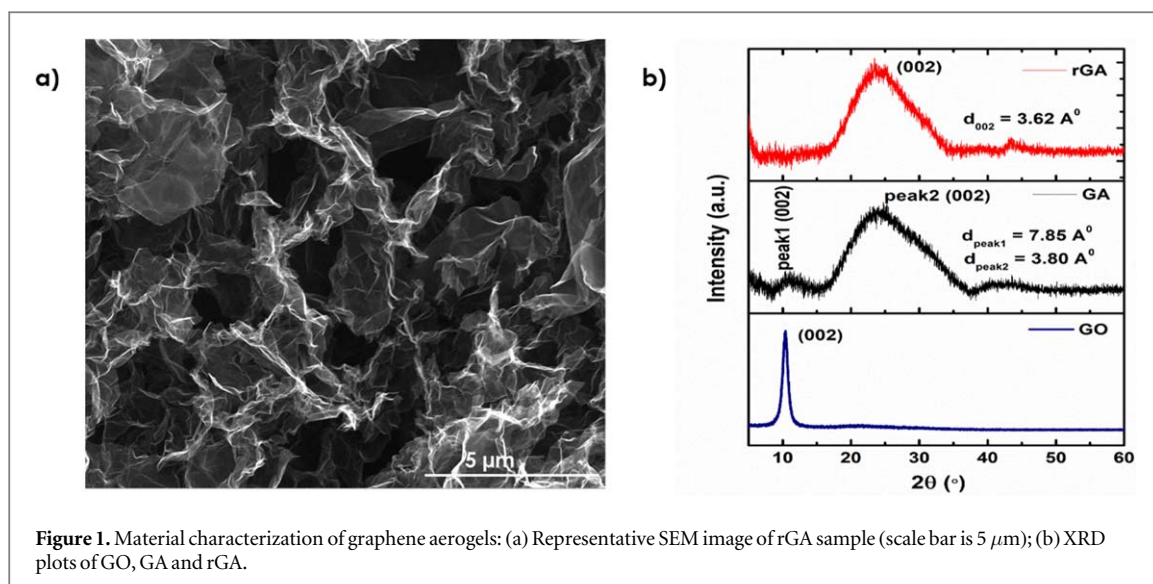 a)
5 μm
b)
(002)
rGA
d002 = 3.62 A0
peak1 (002)
peak2 (002)
GA
dpeak1 = 7.85 A0
dpeak2 = 3.80 A0
(002)
GO
Intensity (a.u.)
10 20 30 40 50 60
2θ (°)
Figure 1. Material characterization of graphene aerogels: (a) Representative SEM image of rGA sample (scale bar is 5 μm); (b) XRD
plots of GO, GA and rGA.